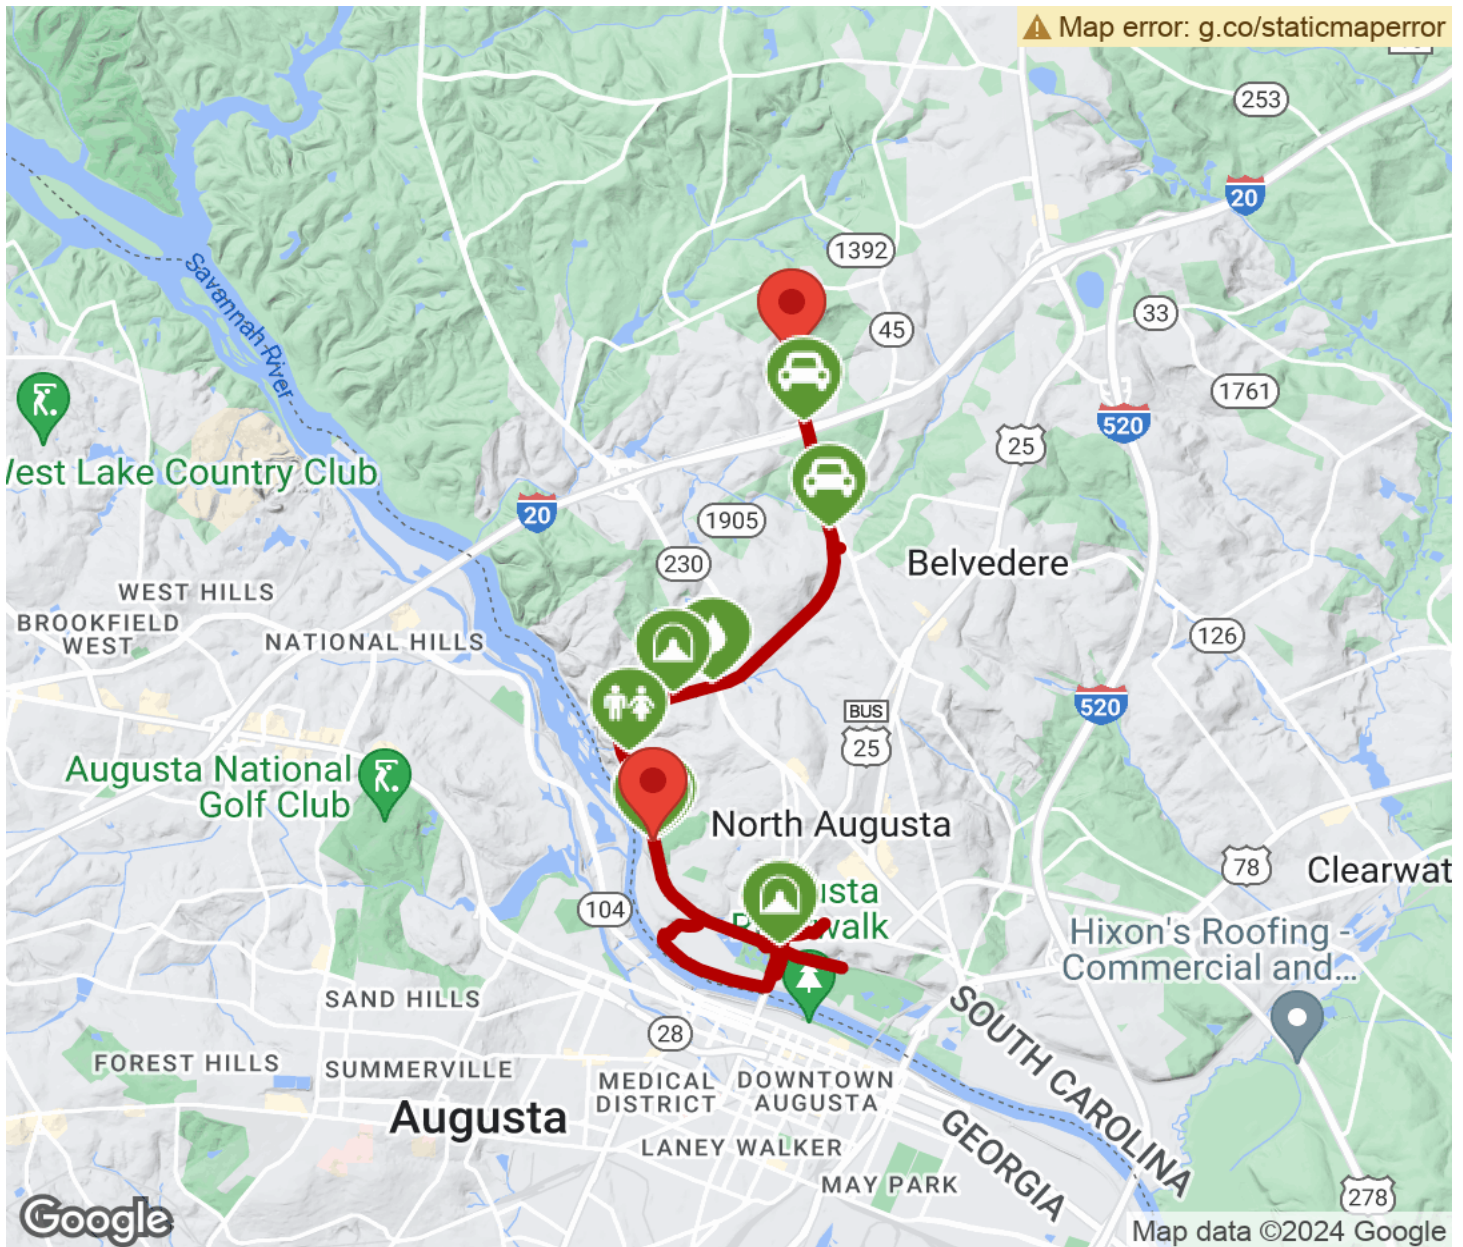 Map error: g.co/staticmaperror
253
20
1392
Savannah River
33
45
1761
520
25
West Lake Country Club
20
1905
230
Belvedere
WEST HILLS
BROOKFIELD
WEST
NATIONAL HILLS
126
520
BUS
25
Augusta National
Golf Club
North Augusta
78
Clearwat
104
usta
walk
Hixon's Roofing -
Commercial and...
SAND HILLS
SOUTH CAROLINA
28
FOREST HILLS
SUMMERVILLE
MEDICAL
DISTRICT
DOWNTOWN
AUGUSTA
Augusta
GEORGIA
LANEY WALKER
MAY PARK
278
Google
Map data ©2024 Google